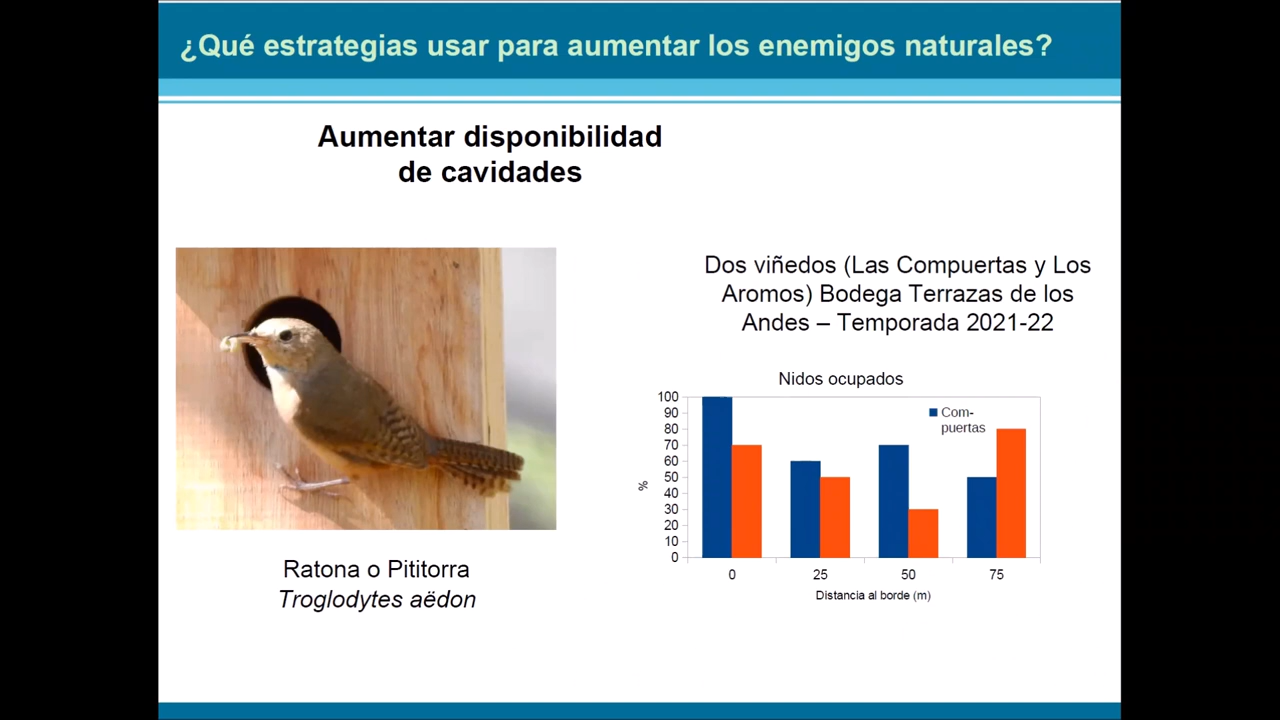 ¿Qué estrategias usar para aumentar los enemigos naturales?
Aumentar disponibilidad
de cavidades
Dos viñedos (Las Compuertas y Los
Aromos) Bodega Terrazas de los
Andes – Temporada 2021-22
Nidos ocupados
100
90
80
70
60
50
40
30
20
10
0
%
Com-
puertas
0 25 50 75
Distancia al borde (m)
Ratona o Pititorra
Troglodytes aëdon